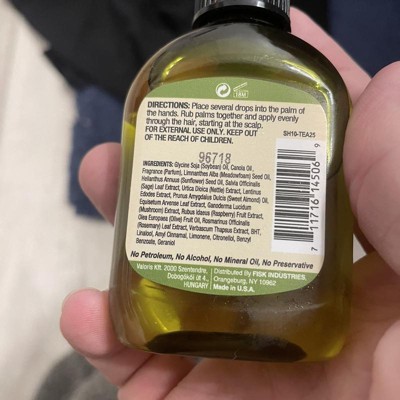 18M
DIRECTIONS: Place several drops into the palm of
the hands. Rub palms together and apply evenly
through the hair, starting at the scalp.
FOR EXTERNAL USE ONLY. KEEP OUT
OF THE REACH OF CHILDREN.
SH10-TEA25
96718
INGREDIENTS: Glycine Soja (Soybean) Oil, Canola Oil,
Fragrance (Parfum), Limnanthes Alba (Meadowfoam) Seed Oil,
Helianthus Annuus (Sunflower) Seed Oil, Salvia Officinalis
(Sage) Leaf Extract, Urtica Dioica (Nettle) Extract, Lentinus
Edodes Extract, Prunus Amygdalus Dulcis (Sweet Almond) Oil,
Equisetum Arvense Leaf Extract, Ganoderma Lucidum
(Mushroom) Extract, Rubus Idaeus (Raspberry) Fruit Extract,
Olea Europaea (Olive) Fruit Oil, Rosmarinus Officinalis
(Rosemary) Leaf Extract, Verbascum Thapsus Extract, BHT,
Linalool, Amyl Cinnamal, Limonene, Citronellol, Benzyl
Benzoate, Geraniol
7 11716 14506 9
No Petroleum, No Alcohol, No Mineral Oil, No Preservative
Valoris Kft. 2000 Szentendre,
Dobogókői út 4.,
HUNGARY
Distributed By FISK INDUSTRIES,
Orangeburg, NY 10962
Made in U.S.A.